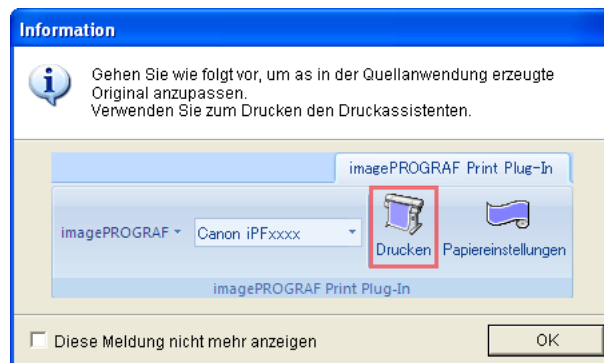 Information
Gehen Sie wie folgt vor, um as in der Quellanwendung erzeugte
Original anzupassen.
Verwenden Sie zum Drucken den Druckassistenten.
imagePROGRAF Print Plug-In
imagePROGRAF
Canon iPFxxxx
Drucken
Papiereinstellungen
imagePROGRAF Print Plug-In
Diese Meldung nicht mehr anzeigen
OK